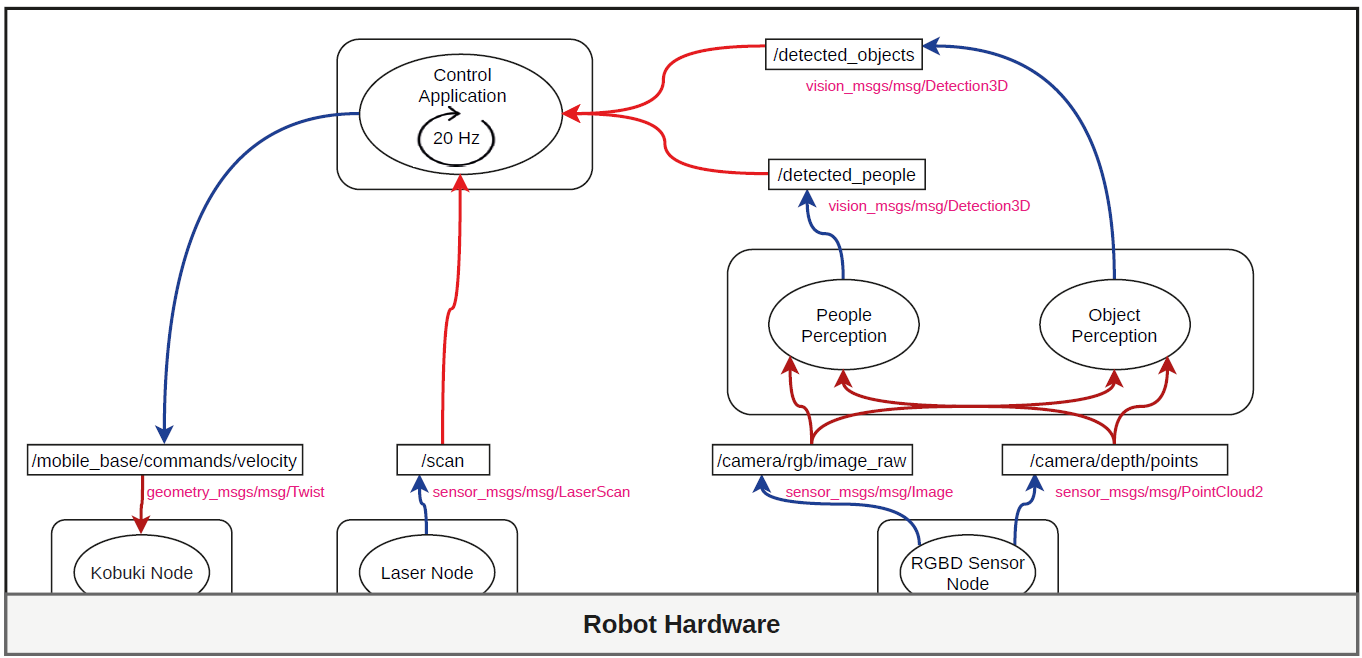 /detected_objects
vision_msgs/msg/Detection3D
Control
Application
20 Hz
/detected_people
vision_msgs/msg/Detection3D
People
Perception
Object
Perception
/mobile_base/commands/velocity
geometry_msgs/msg/Twist
/scan
sensor_msgs/msg/LaserScan
/camera/rgb/image_raw
sensor_msgs/msg/Image
/camera/depth/points
sensor_msgs/msg/PointCloud2
Kobuki Node
Laser Node
RGBD Sensor
Node
Robot Hardware